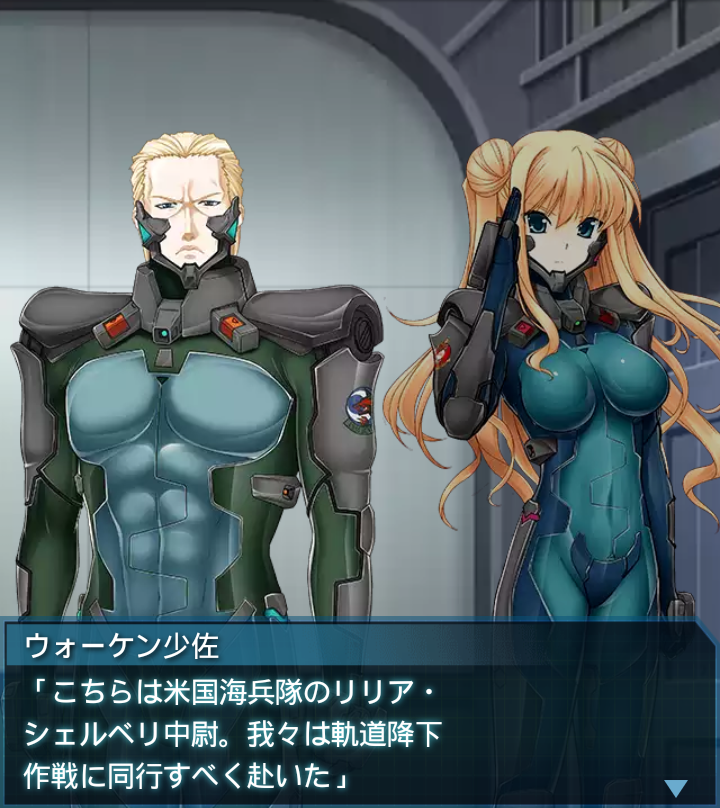 ウォーケン少佐
「こちらは米国海兵隊のリリア・
シェルベリ中尉。我々は軌道降下
作戦に同行すべく赴いた」